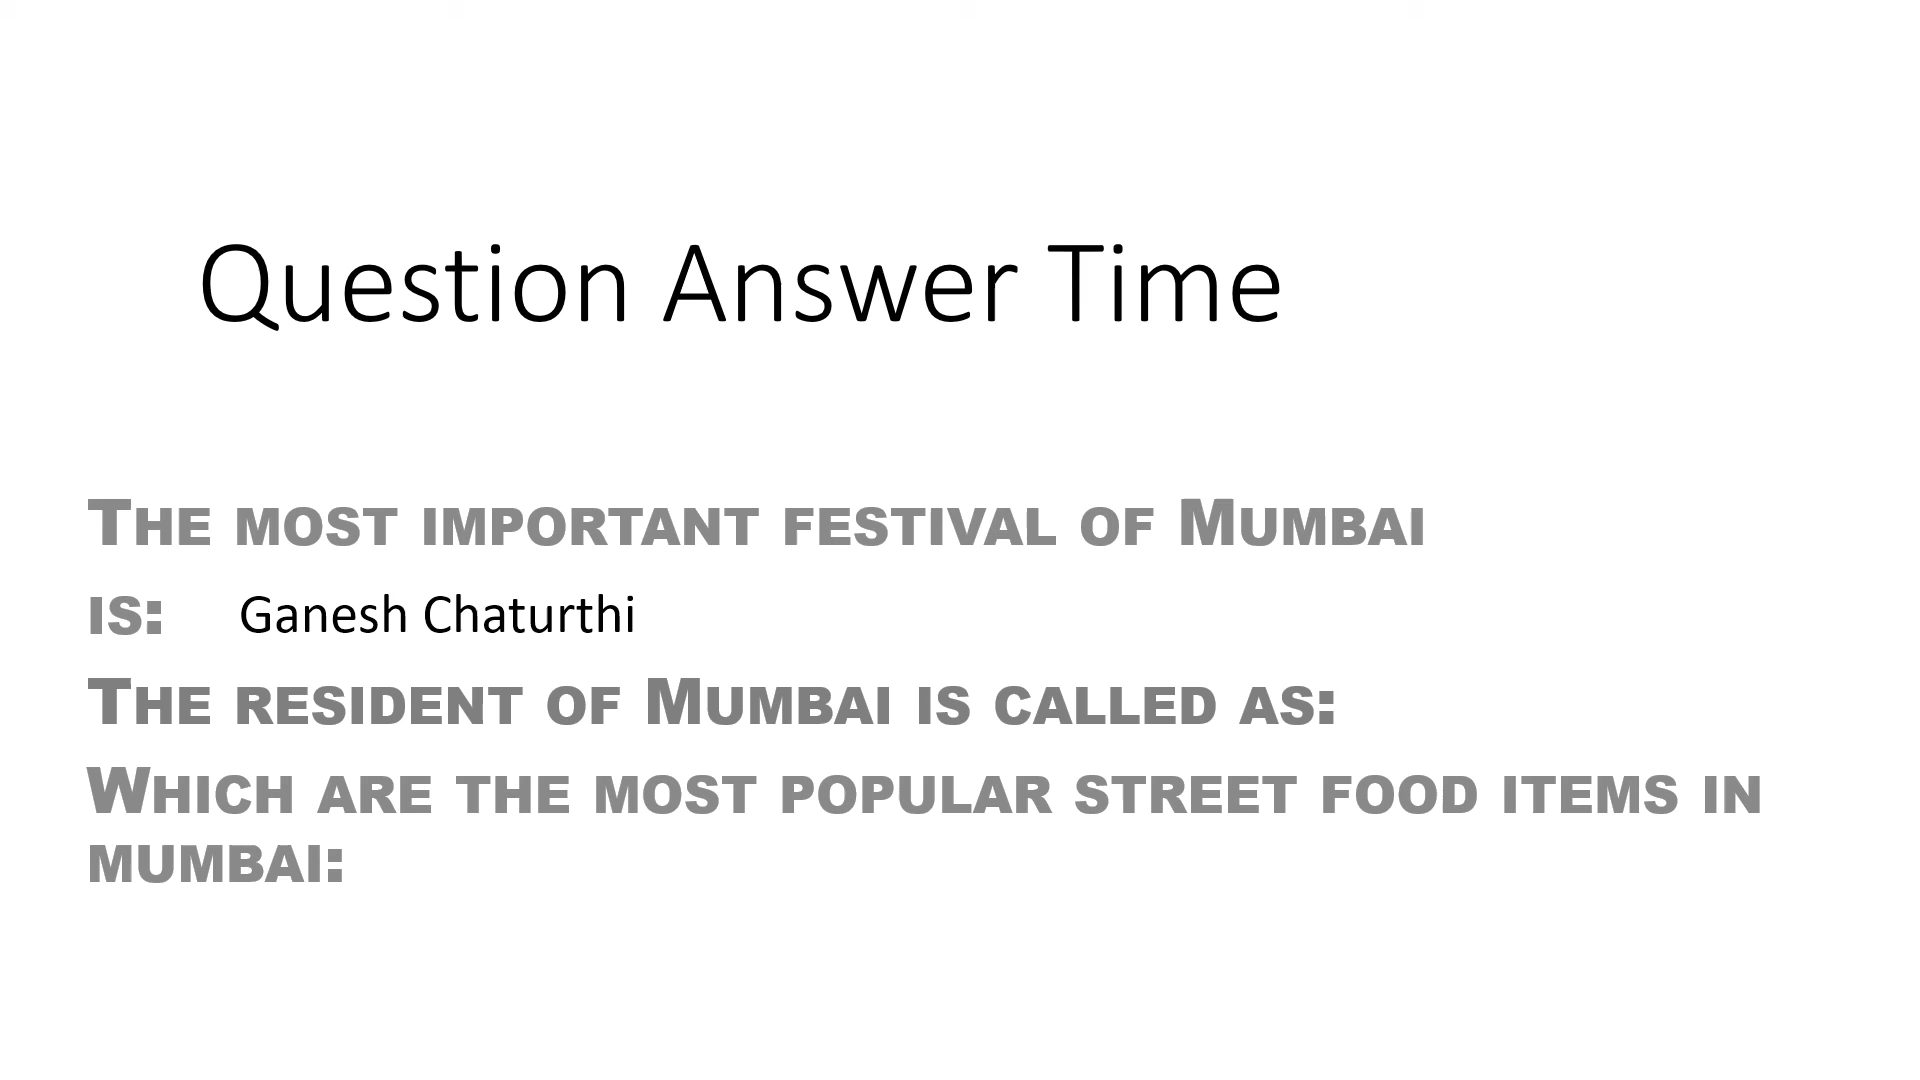 Question Answer Time
The most important festival of Mumbai
is: Ganesh Chaturthi
The resident of Mumbai is called as:
Which are the most popular street food items in
mumbai: